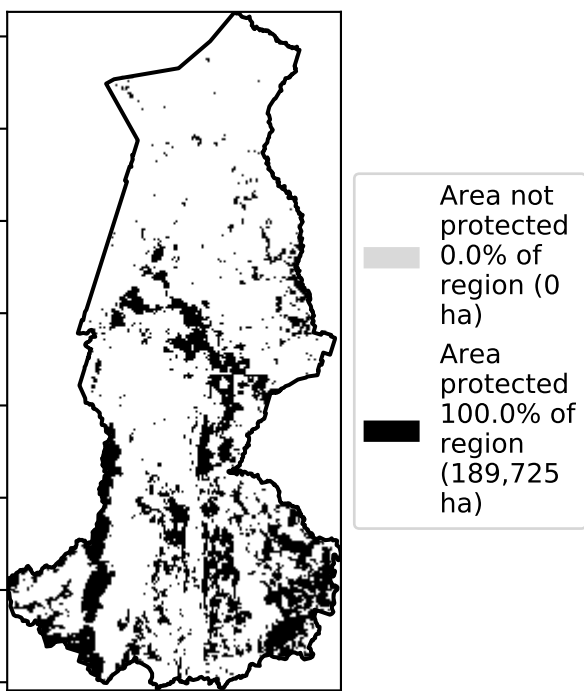 Area not
protected
0.0% of
region (0
ha)
Area
protected
100.0% of
region
(189,725
ha)